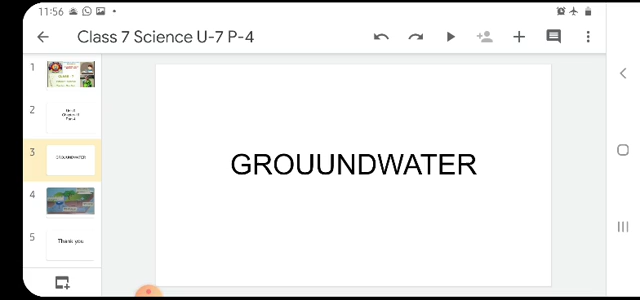 11:56
Class 7 Science U-7 P-4
1
2
3
GROUUNDWATER
4
5
Thank you
GROUUNDWATER